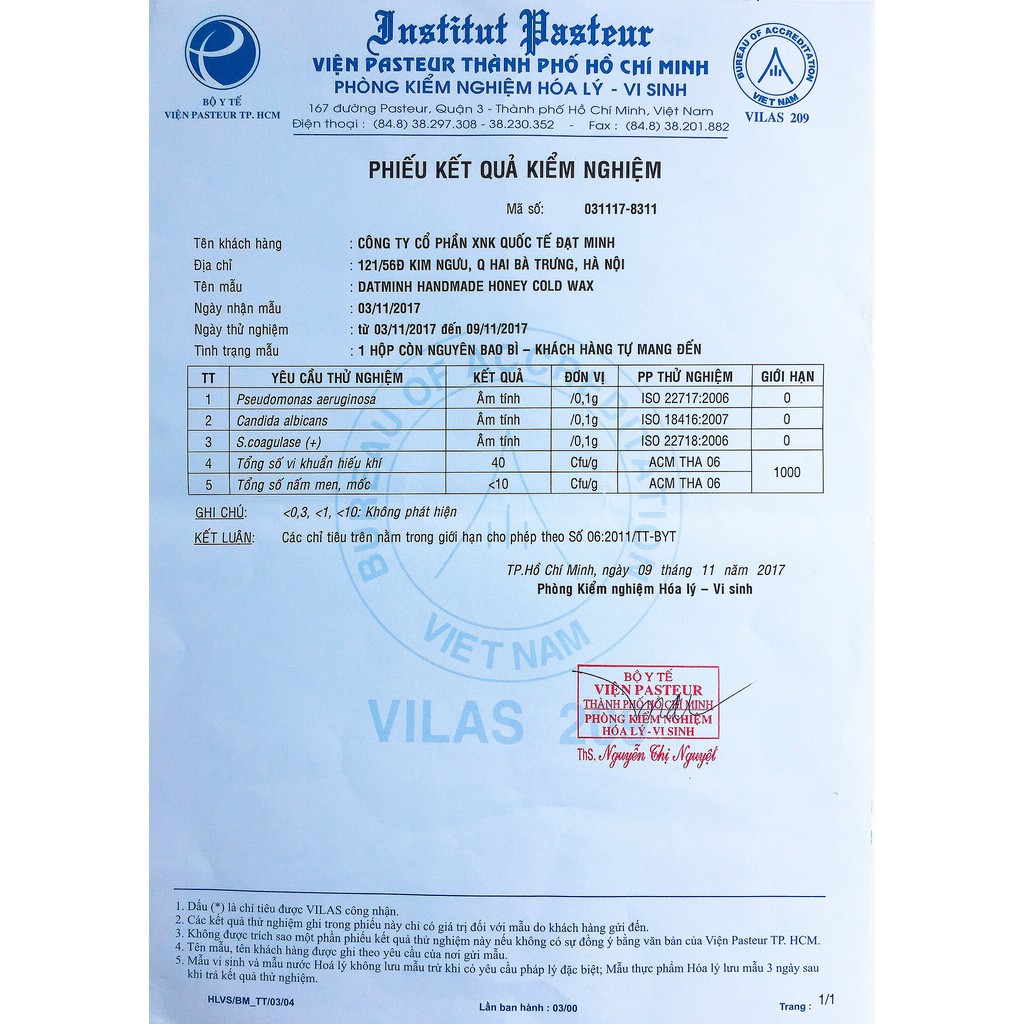 Institut Pasteur
VIỆN PASTEUR THÀNH PHỐ HỒ CHÍ MINH
PHÒNG KIỂM NGHIỆM HÓA LÝ - VI SINH
167 đường Pasteur, Quận 3 - Thành phố Hồ Chí Minh, Việt Nam
Điện thoại : (84.8) 38.297.308 - 38.230.352 - Fax : (84.8) 38.201.882
BỘ Y TẾ
VIỆN PASTEUR TP. HCM
BUREAU OF ACCREDITATION
VIET NAM
VILAS 209
PHIẾU KẾT QUẢ KIỂM NGHIỆM
Mã số: 031117-8311
Tên khách hàng : CÔNG TY CỔ PHẦN XNK QUỐC TẾ ĐẠT MINH
Địa chỉ : 121/56Đ KIM NGƯU, Q HAI BÀ TRƯNG, HÀ NỘI
Tên mẫu : DATMINH HANDMADE HONEY COLD WAX
Ngày nhận mẫu : 03/11/2017
Ngày thử nghiệm : từ 03/11/2017 đến 09/11/2017
Tình trạng mẫu : 1 HỘP CÒN NGUYÊN BAO BÌ – KHÁCH HÀNG TỰ MANG ĐẾN
TT YÊU CẦU THỬ NGHIỆM KẾT QUẢ ĐƠN VỊ PP THỬ NGHIỆM GIỚI HẠN
1 Pseudomonas aeruginosa Âm tính /0,1g ISO 22717:2006 0
2 Candida albicans Âm tính /0,1g ISO 18416:2007 0
3 S.coagulase (+) Âm tính /0,1g ISO 22718:2006 0
4 Tổng số vi khuẩn hiếu khí 40 Cfu/g ACM THA 06 1000
5 Tổng số nấm men, mốc <10 Cfu/g ACM THA 06
GHI CHÚ: <0,3, <1, <10: Không phát hiện
KẾT LUẬN: Các chỉ tiêu trên nằm trong giới hạn cho phép theo Số 06:2011/TT-BYT
TP.Hồ Chí Minh, ngày 09 tháng 11 năm 2017
Phòng Kiểm nghiệm Hóa lý – Vi sinh
BUREAU OF ACCREDITATION
VIET NAM
VILAS 209
BỘ Y TẾ
VIỆN PASTEUR
THÀNH PHỐ HỒ CHÍ MINH
PHÒNG KIỂM NGHIỆM
HÓA LÝ - VI SINH
ThS. Nguyễn Thị Nguyệt
1. Dấu (*) là chỉ tiêu được VILAS công nhận.
2. Các kết quả thử nghiệm ghi trong phiếu này chỉ có giá trị đối với mẫu do khách hàng gửi đến.
3. Không được trích sao một phần phiếu kết quả thử nghiệm này nếu không có sự đồng ý bằng văn bản của Viện Pasteur TP. HCM.
4. Tên mẫu, tên khách hàng được ghi theo yêu cầu của nơi gửi mẫu.
5. Mẫu vi sinh và mẫu nước Hoá lý không lưu mẫu trừ khi có yêu cầu pháp lý đặc biệt; Mẫu thực phẩm Hóa lý lưu mẫu 3 ngày sau
khi trả kết quả thử nghiệm.
HLVS/BM_TT/03/04 Lần ban hành : 03/00 Trang : 1/1